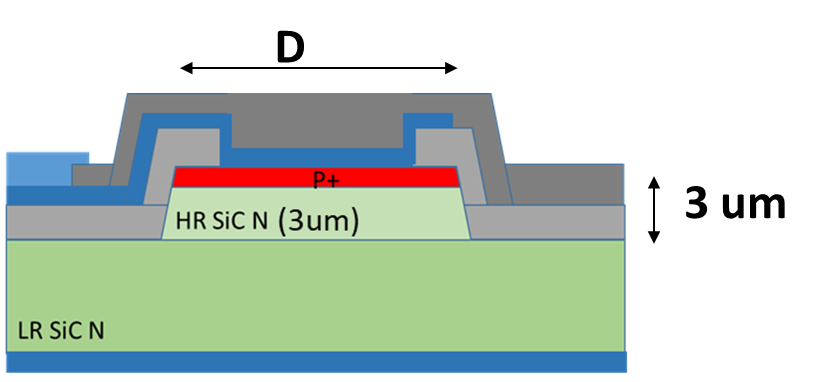 D
P+
HR SiC N (3um)
3 um
LR SiC N